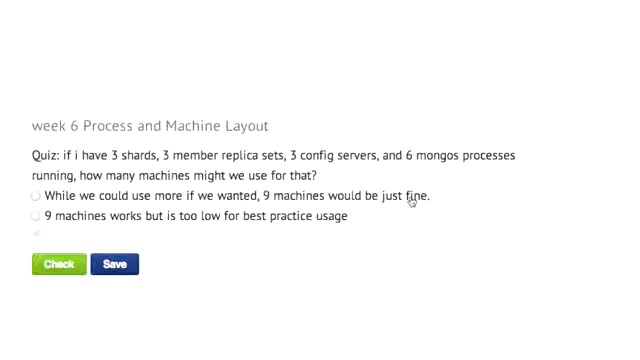 week 6 Process and Machine Layout
Quiz: if i have 3 shards, 3 member replica sets, 3 config servers, and 6 mongos processes
running, how many machines might we use for that?
While we could use more if we wanted, 9 machines would be just fine.
9 machines works but is too low for best practice usage
Check Save